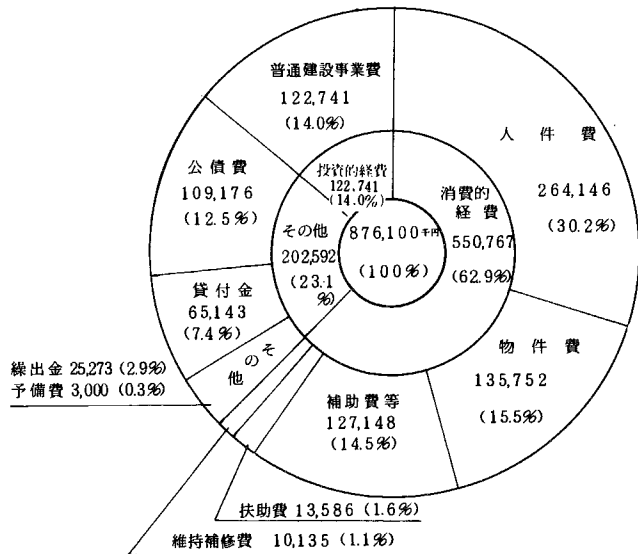 普通建設事業費
122,741
(14.0%)
人件費
264,146
(30.2%)
公債費
109,176
(12.5%)
投資的経費
122,741
(14.0%)
消費的
経費
550,767
(62.9%)
その他
202,592
(23.1
%)
876,100千円
(100%)
貸付金
65,143
(7.4%)
その他
物件費
135,752
(15.5%)
繰出金 25,273 (2.9%)
予備費 3,000 (0.3%)
補助費等
127,148
(14.5%)
扶助費 13,586 (1.6%)
維持補修費 10,135 (1.1%)